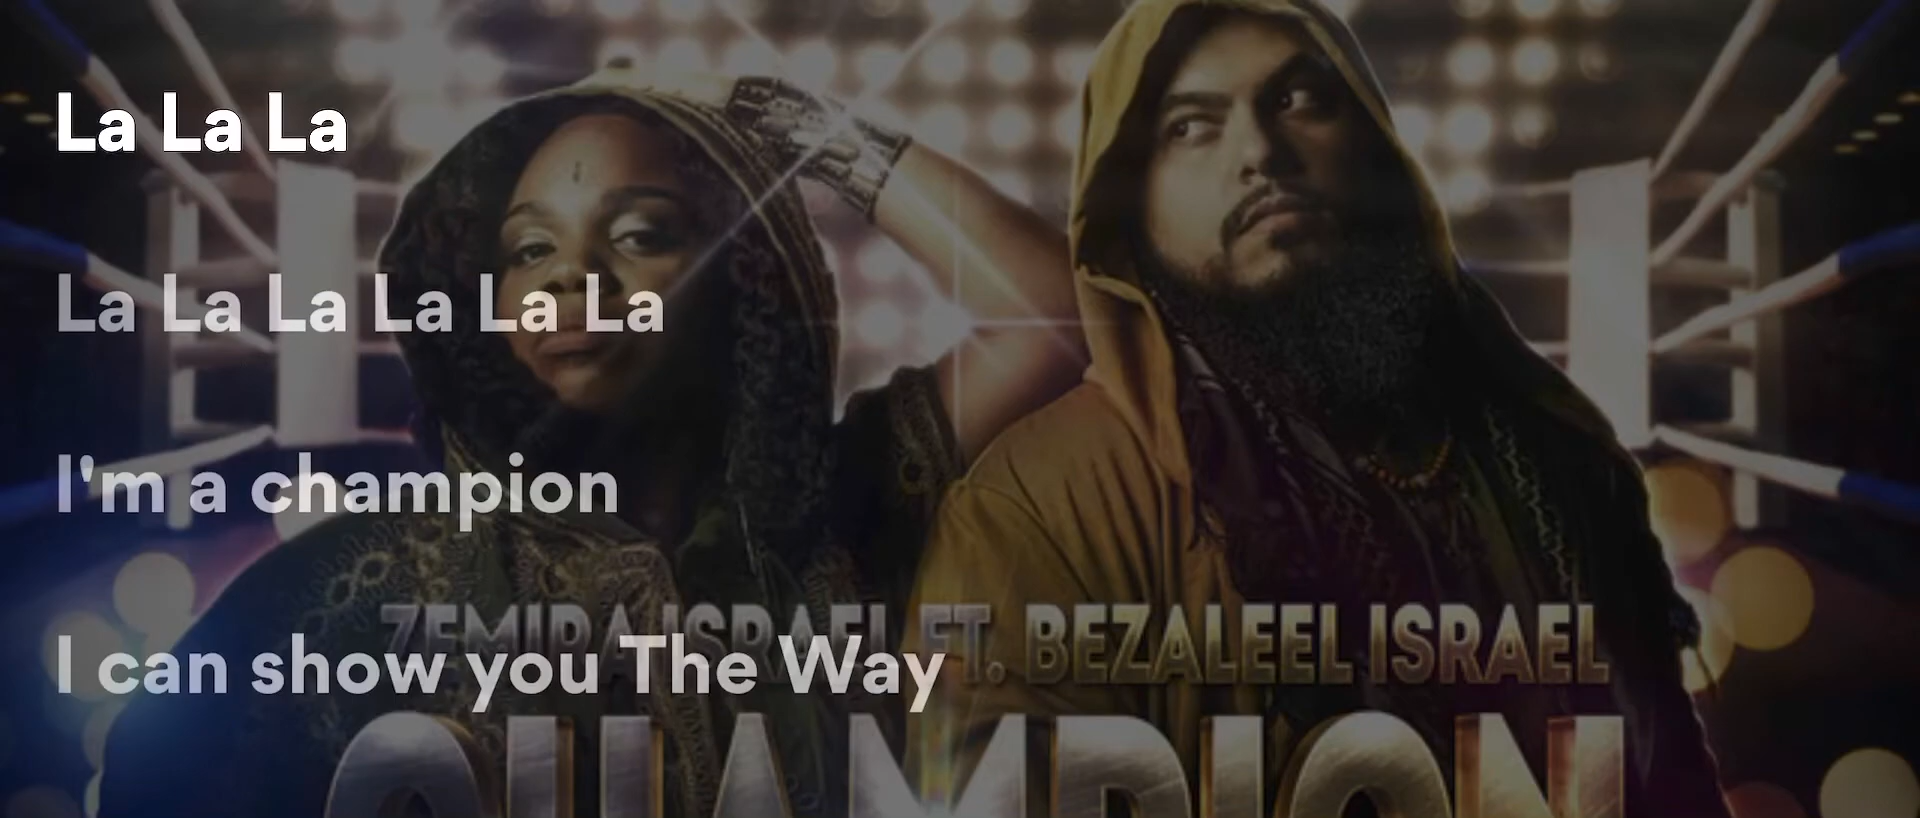 La La La
La La La La La La
I'm a champion
ZEMIRA ISRAEL FT. BEZALEEL ISRAEL
I can show you The Way
CHAMPION